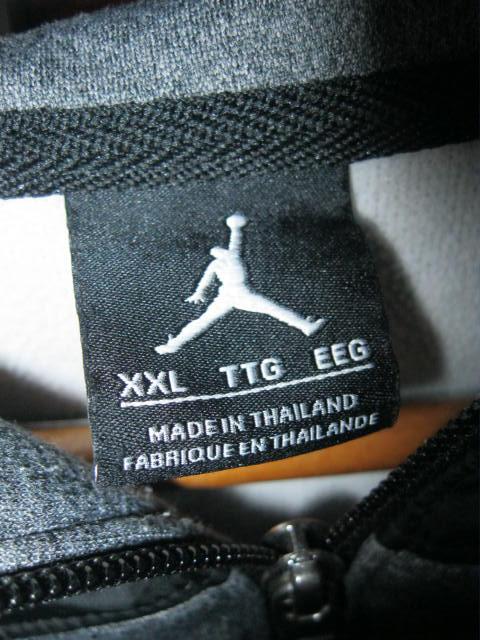 XXL TTG EEG
MADE IN THAILAND
FABRIQUE EN THAILANDE